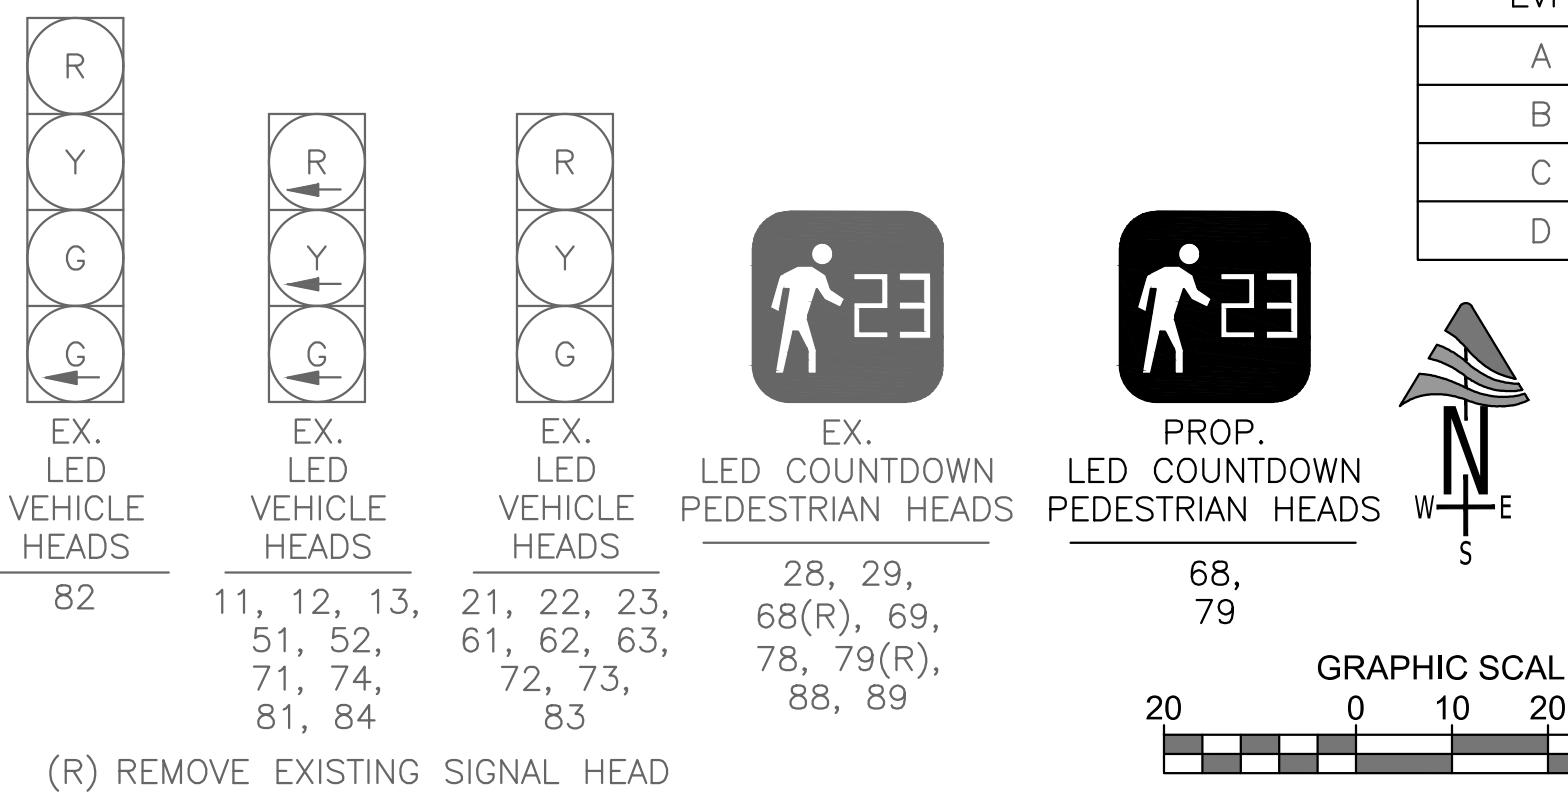 R
Y
G
G
EX.
LED
VEHICLE
HEADS
82
R
Y
G
EX.
LED
VEHICLE
HEADS
11, 12, 13,
51, 52,
71, 74,
81, 84
R
Y
G
EX.
LED
VEHICLE
HEADS
21, 22, 23,
61, 62, 63,
72, 73,
83
23
EX.
LED COUNTDOWN
PEDESTRIAN HEADS
28, 29,
68(R), 69,
78, 79(R),
88, 89
23
PROP.
LED COUNTDOWN
PEDESTRIAN HEADS
68,
79
(R) REMOVE EXISTING SIGNAL HEAD
A
B
C
D
N
W E
S
GRAPHIC SCAL
20 0 10 20